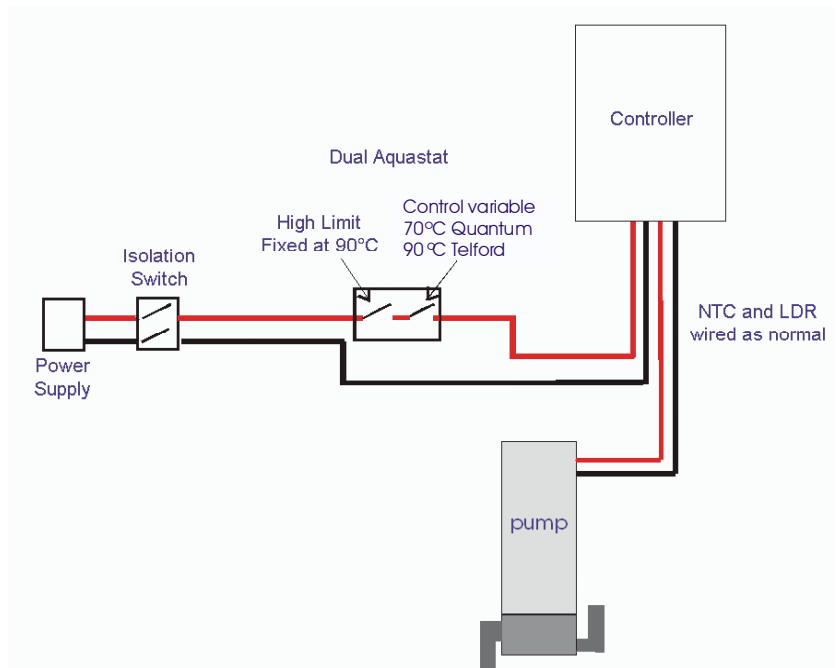 Controller
Dual Aquastat
High Limit
Fixed at 90°C
Control variable
70°C Quantum
90°C Telford
Isolation
Switch
NTC and LDR
wired as normal
Power
Supply
pump